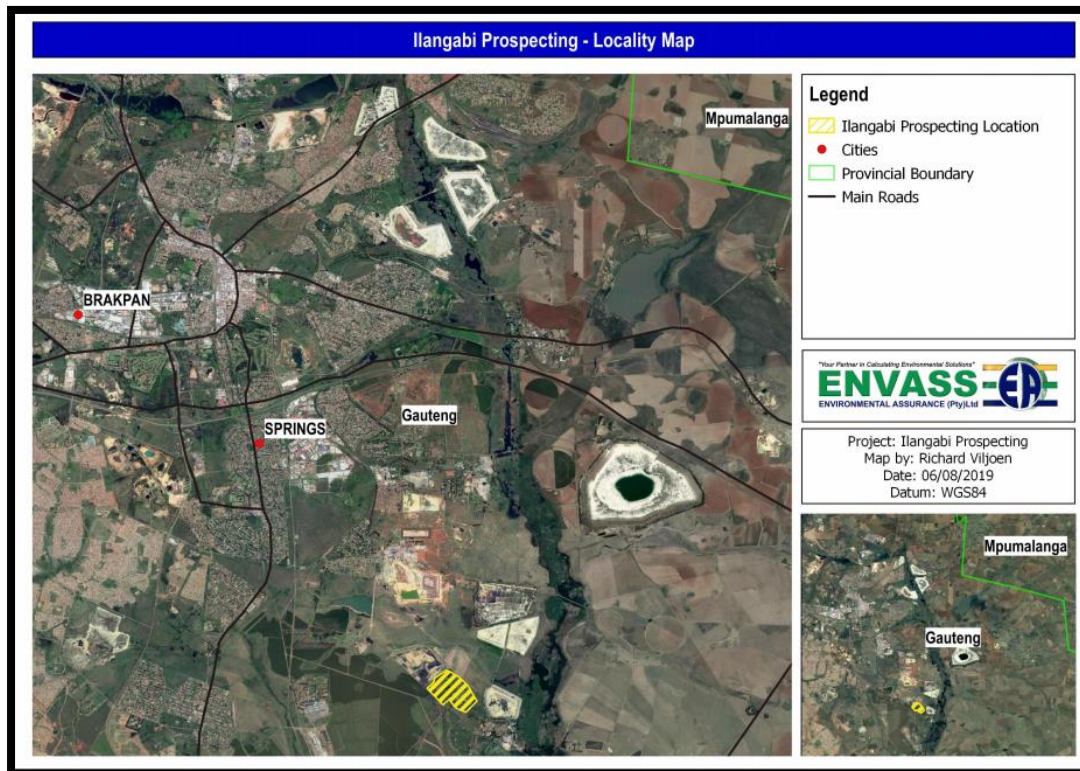 Ilangabi Prospecting - Locality Map
Mpumalanga
BRAKPAN
Gauteng
SPRINGS
Legend
Ilangabi Prospecting Location
Cities
Provincial Boundary
Main Roads
"Your Partner in Calculating Environmental Solutions"
ENVASS
ENVIRONMENTAL ASSURANCE (Pty)Ltd
EA
Project: Ilangabi Prospecting
Map by: Richard Viljoen
Date: 06/08/2019
Datum: WGS84
Mpumalanga
Gauteng